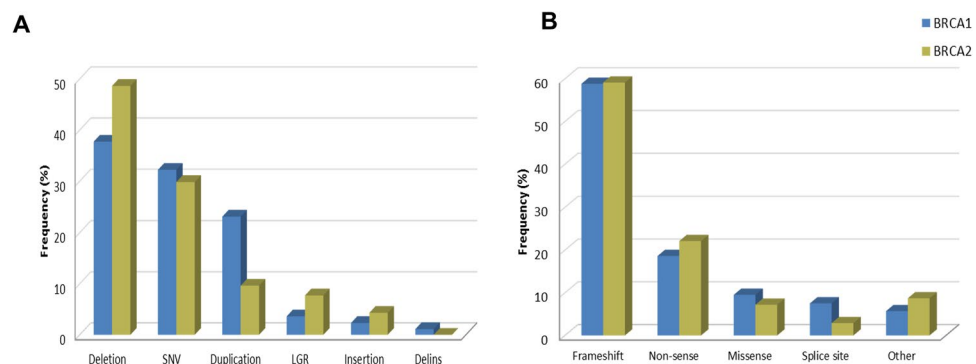 A
B
BRCA1
BRCA2
Frequency (%)
50
40
30
20
10
0
Deletion SNV Duplication LGR Insertion Delins
Frequency (%)
60
50
40
30
20
10
0
Frameshift Non-sense Missense Splice site Other